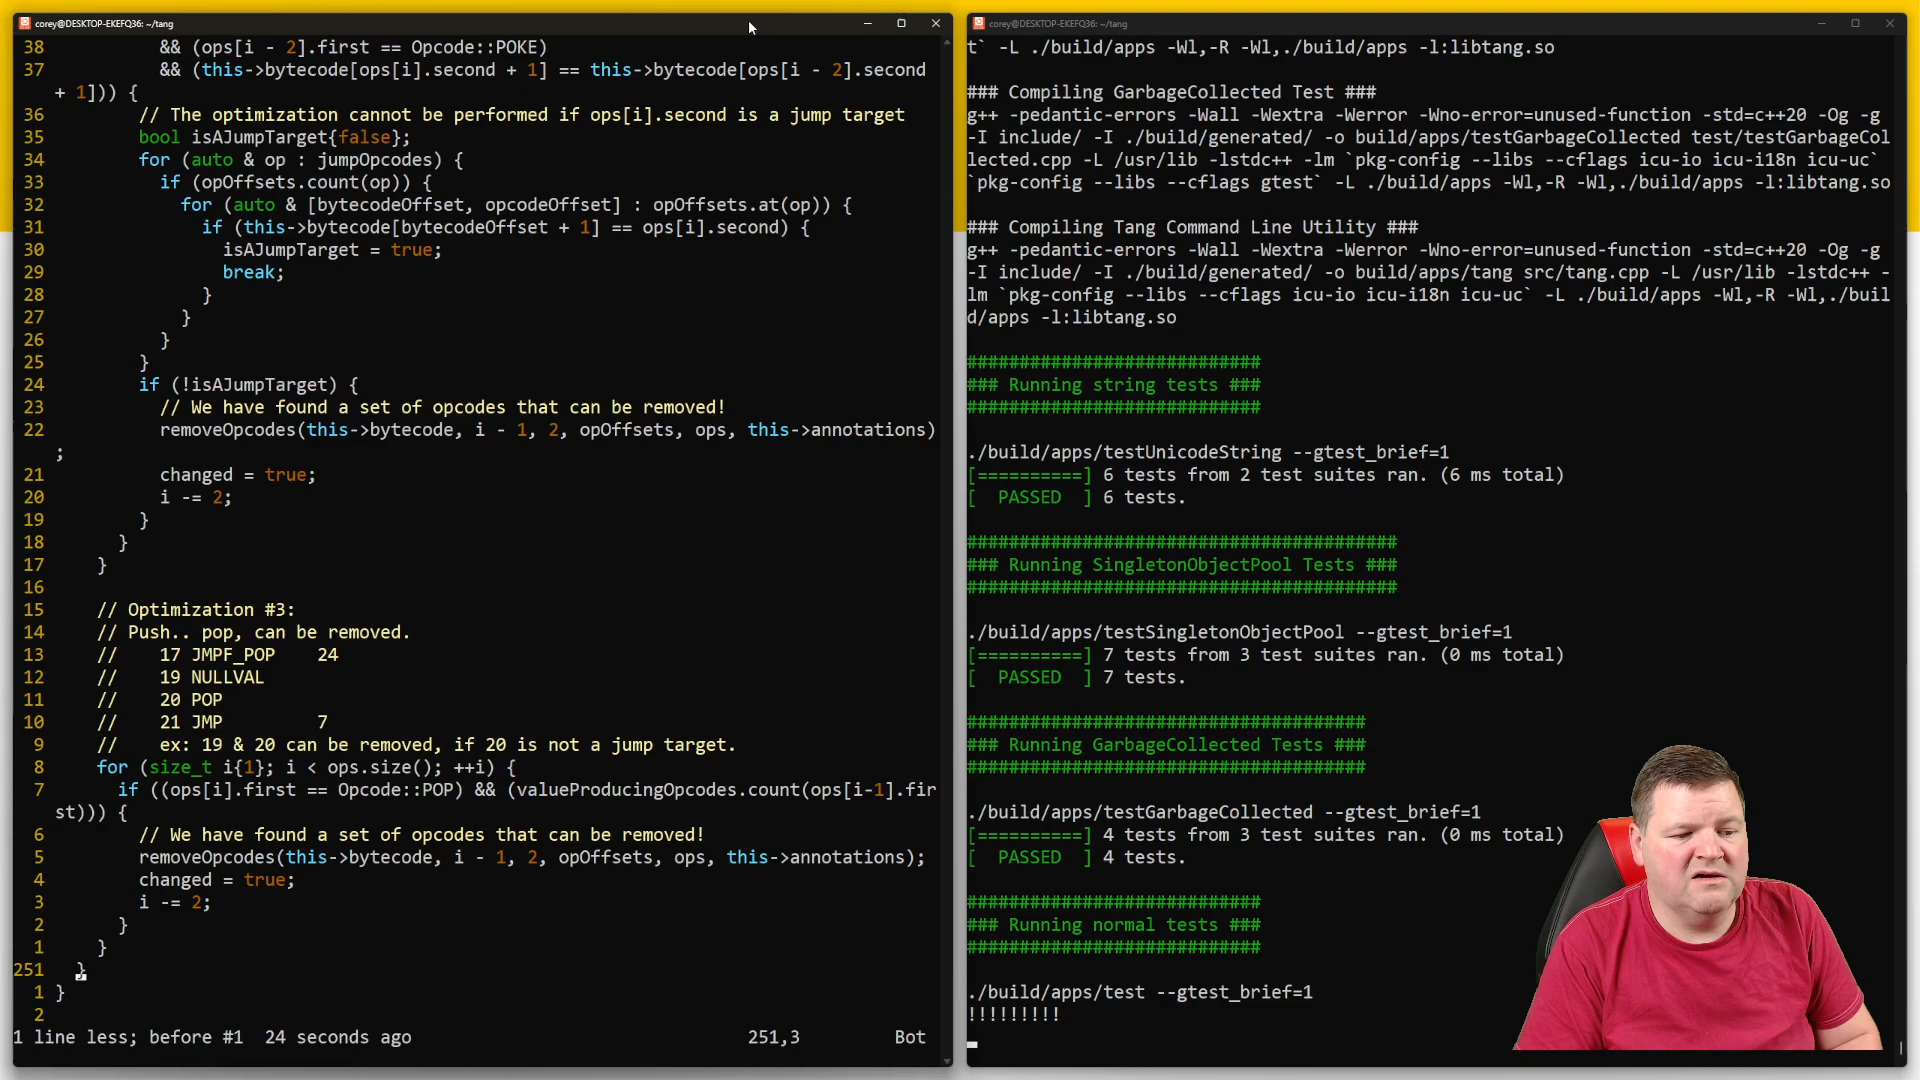 corey@DESKTOP-EKEFQ36: ~/tang
38 && (ops[i - 2].first == Opcode::POKE)
37 && (this->bytecode[ops[i].second + 1] == this->bytecode[ops[i - 2].second
+ 1])) {
36 // The optimization cannot be performed if ops[i].second is a jump target
35 bool isAJumpTarget{false};
34 for (auto & op : jumpOpcodes) {
33 if (opOffsets.count(op)) {
32 for (auto & [bytecodeOffset, opcodeOffset] : opOffsets.at(op)) {
31 if (this->bytecode[bytecodeOffset + 1] == ops[i].second) {
30 isAJumpTarget = true;
29 break;
28 }
27 }
26 }
25 }
24 if (!isAJumpTarget) {
23 // We have found a set of opcodes that can be removed!
22 removeOpcodes(this->bytecode, i - 1, 2, opOffsets, ops, this->annotations)
;
21 changed = true;
20 i -= 2;
19 }
18 }
17 }
16
15 // Optimization #3:
14 // Push.. pop, can be removed.
13 // 17 JMPF_POP 24
12 // 19 NULLVAL
11 // 20 POP
10 // 21 JMP 7
9 // ex: 19 & 20 can be removed, if 20 is not a jump target.
8 for (size_t i{1}; i < ops.size(); ++i) {
7 if ((ops[i].first == Opcode::POP) && (valueProducingOpcodes.count(ops[i-1].fir
st))) {
6 // We have found a set of opcodes that can be removed!
5 removeOpcodes(this->bytecode, i - 1, 2, opOffsets, ops, this->annotations);
4 changed = true;
3 i -= 2;
2 }
1 }
251 }
1 }
2
1 line less; before #1 24 seconds ago 251,3 Bot
corey@DESKTOP-EKEFQ36: ~/tang
t` -L ./build/apps -Wl,-R -Wl,./build/apps -l:libtang.so
### Compiling GarbageCollected Test ###
g++ -pedantic-errors -Wall -Wextra -Werror -Wno-error=unused-function -std=c++20 -Og -g
-I include/ -I ./build/generated/ -o build/apps/testGarbageCollected test/testGarbageCol
lected.cpp -L /usr/lib -lstdc++ -lm `pkg-config --libs --cflags icu-io icu-i18n icu-uc`
`pkg-config --libs --cflags gtest` -L ./build/apps -Wl,-R -Wl,./build/apps -l:libtang.so
### Compiling Tang Command Line Utility ###
g++ -pedantic-errors -Wall -Wextra -Werror -Wno-error=unused-function -std=c++20 -Og -g
-I include/ -I ./build/generated/ -o build/apps/tang src/tang.cpp -L /usr/lib -lstdc++ -
lm `pkg-config --libs --cflags icu-io icu-i18n icu-uc` -L ./build/apps -Wl,-R -Wl,./buil
d/apps -l:libtang.so
############################
### Running string tests ###
############################
./build/apps/testUnicodeString --gtest_brief=1
[==========] 6 tests from 2 test suites ran. (6 ms total)
[  PASSED  ] 6 tests.
#########################################
### Running SingletonObjectPool Tests ###
#########################################
./build/apps/testSingletonObjectPool --gtest_brief=1
[==========] 7 tests from 3 test suites ran. (0 ms total)
[  PASSED  ] 7 tests.
######################################
### Running GarbageCollected Tests ###
######################################
./build/apps/testGarbageCollected --gtest_brief=1
[==========] 4 tests from 3 test suites ran. (0 ms total)
[  PASSED  ] 4 tests.
############################
### Running normal tests ###
############################
./build/apps/test --gtest_brief=1
!!!!!!!!!